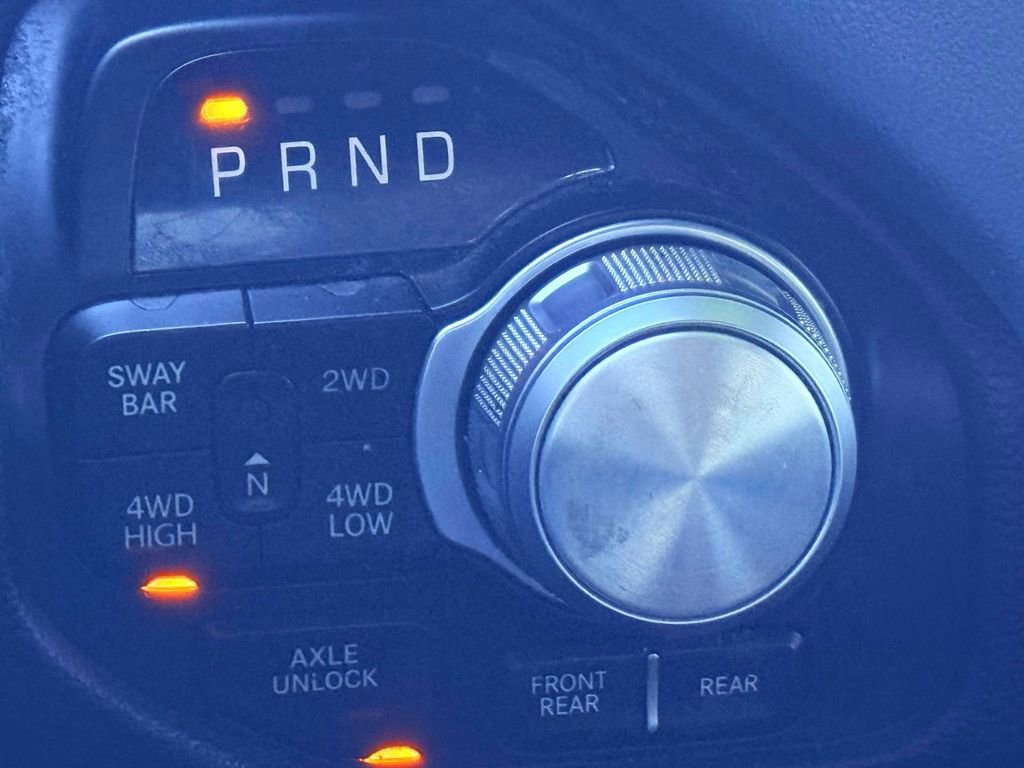 P R N D
SWAY
BAR
2WD
N
4WD
HIGH
4WD
LOW
AXLE
UNLOCK
FRONT
REAR
REAR